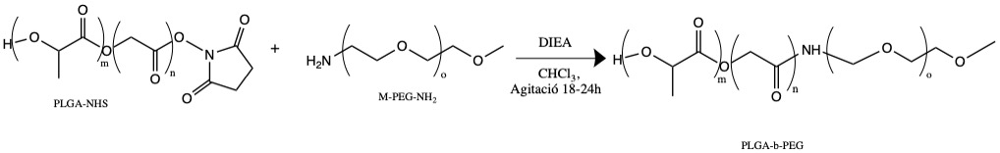 H O O m O O n O O N O O
PLGA-NHS
+
H₂N O o O
M-PEG-NH₂
DIEA
CHCl₃,
Agitació 18-24h
H O O m O O n NH O o O
PLGA-b-PEG